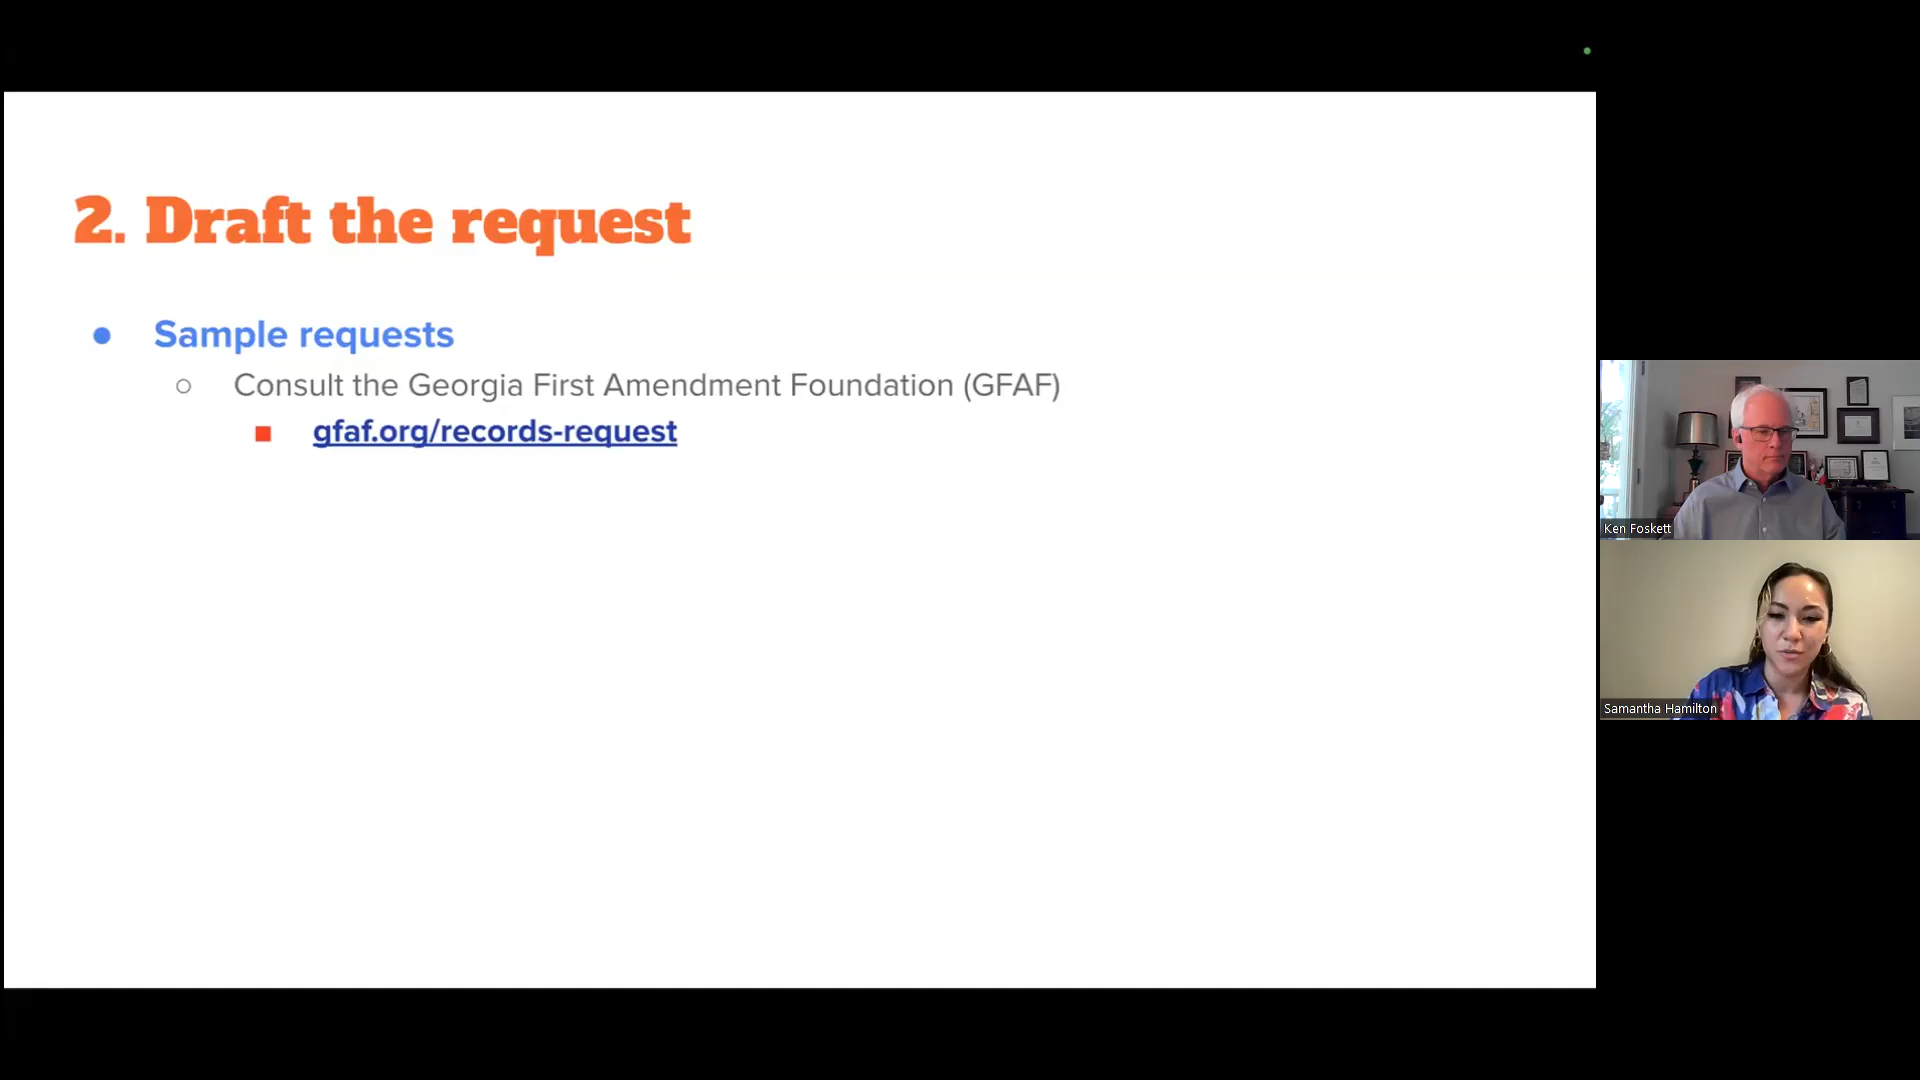 2. Draft the request
Sample requests
Consult the Georgia First Amendment Foundation (GFAF)
gfaf.org/records-request
Ken Foskett
Samantha Hamilton